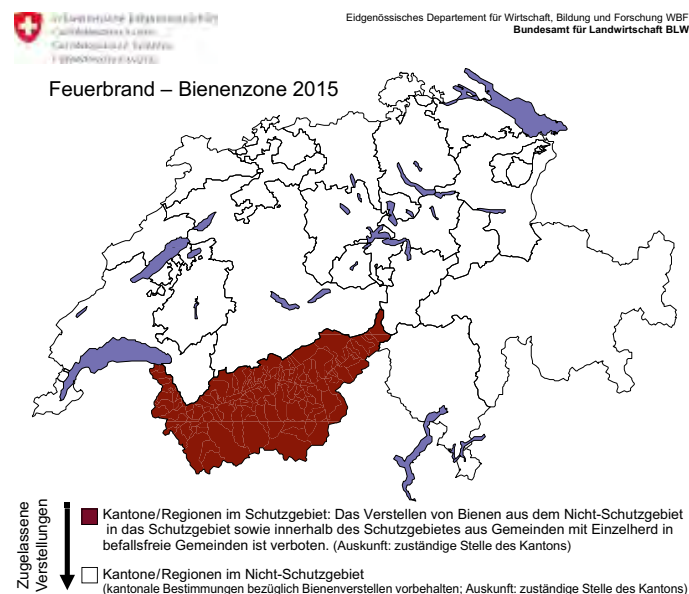 Eidgenössisches Departement für Wirtschaft, Bildung und Forschung WBF
Bundesamt für Landwirtschaft BLW
Feuerbrand – Bienenzone 2015
Zugelassene
Verstellungen
Kantone/Regionen im Schutzgebiet: Das Verstellen von Bienen aus dem Nicht-Schutzgebiet
in das Schutzgebiet sowie innerhalb des Schutzgebietes aus Gemeinden mit Einzelherd in
befallsfreie Gemeinden ist verboten. (Auskunft: zuständige Stelle des Kantons)
Kantone/Regionen im Nicht-Schutzgebiet
(kantonale Bestimmungen bezüglich Bienenverstellen vorbehalten; Auskunft: zuständige Stelle des Kantons)